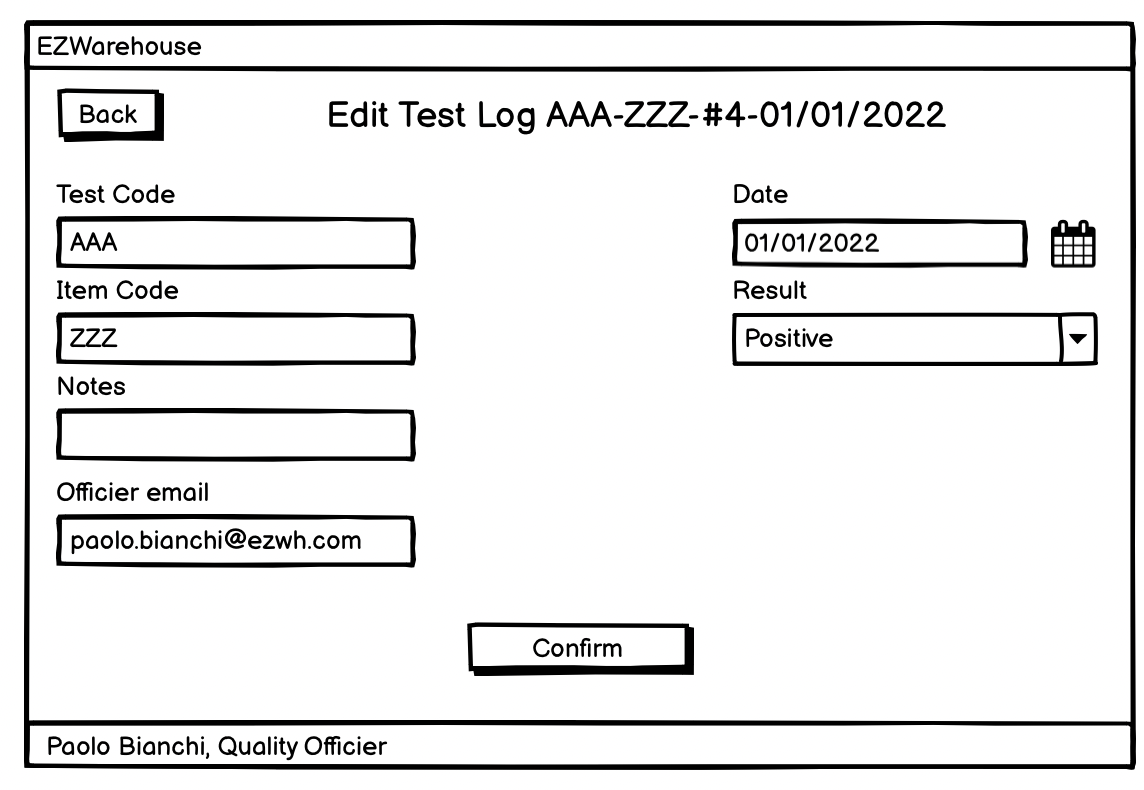 EZWarehouse
Back
Edit Test Log AAA-ZZZ-#4-01/01/2022
Test Code
Date
AAA
01/01/2022
Item Code
Result
ZZZ
Positive
Notes
Officier email
paolo.bianchi@ezwh.com
Confirm
Paolo Bianchi, Quality Officier